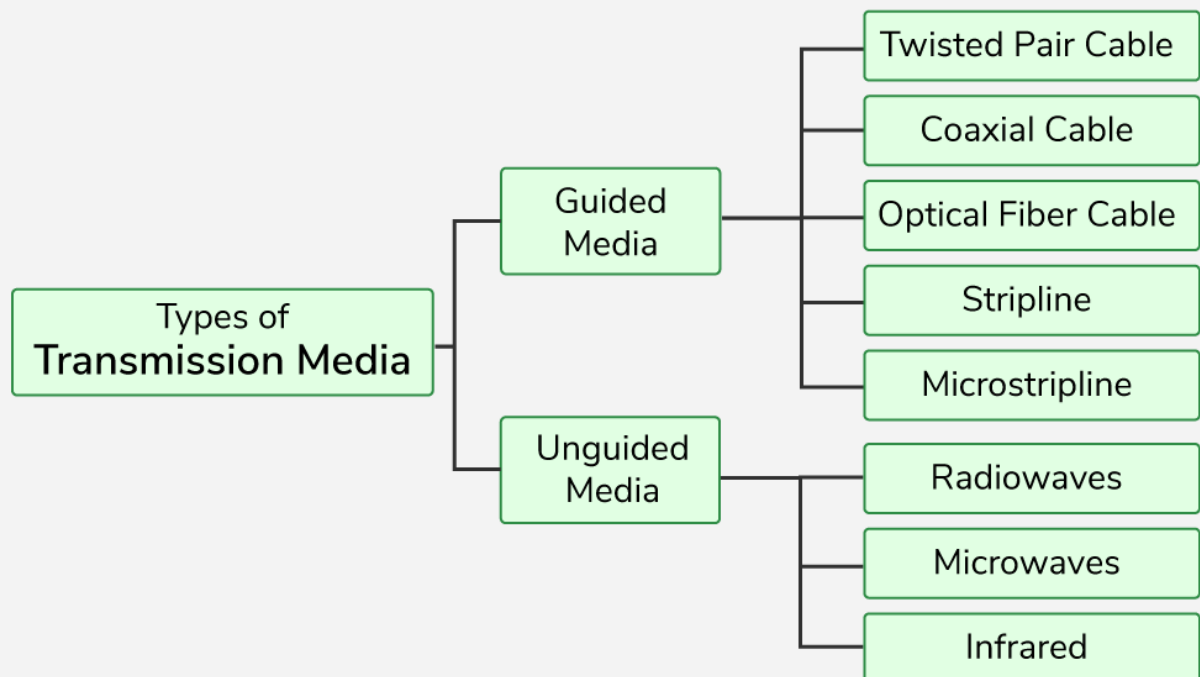 Types of
Transmission Media
Guided
Media
Unguided
Media
Twisted Pair Cable
Coaxial Cable
Optical Fiber Cable
Stripline
Microstripline
Radiowaves
Microwaves
Infrared